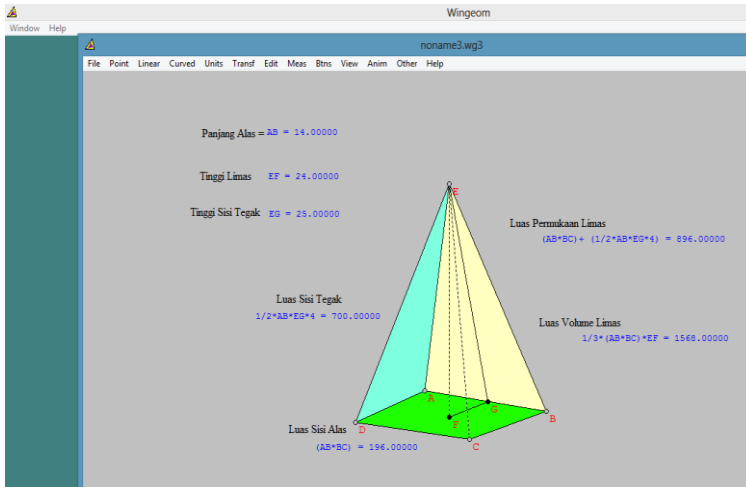 Wingeom
Window Help
noname3.wg3
File Point Linear Curved Units Transf Edit Meas Btns View Anim Other Help
Panjang Alas = AB = 14.00000
Tinggi Limas EF = 24.00000
Tinggi Sisi Tegak EG = 25.00000
E
Luas Permukaan Limas
(AB*BC)+ (1/2*AB*EG*4) = 896.00000
Luas Sisi Tegak
1/2*AB*EG*4 = 700.00000
Luas Volume Limas
1/3*(AB*BC)*EF = 1568.00000
A
G
B
F
D
C
Luas Sisi Alas
(AB*BC) = 196.00000